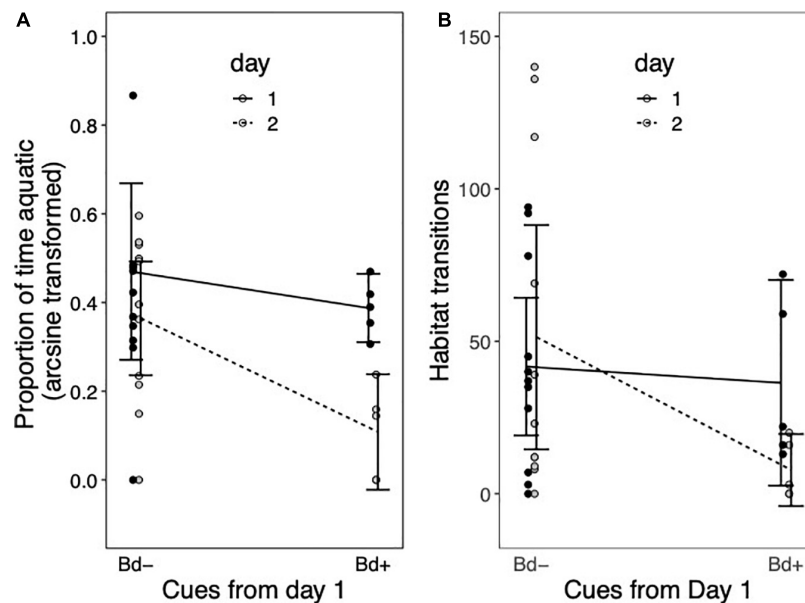 A
Proportion of time aquatic
(arcsine transformed)
1.0
0.8
0.6
0.4
0.2
0.0
day
1
2
Bd−
Bd+
Cues from day 1
B
Habitat transitions
150
100
50
0
day
1
2
Bd−
Bd+
Cues from Day 1